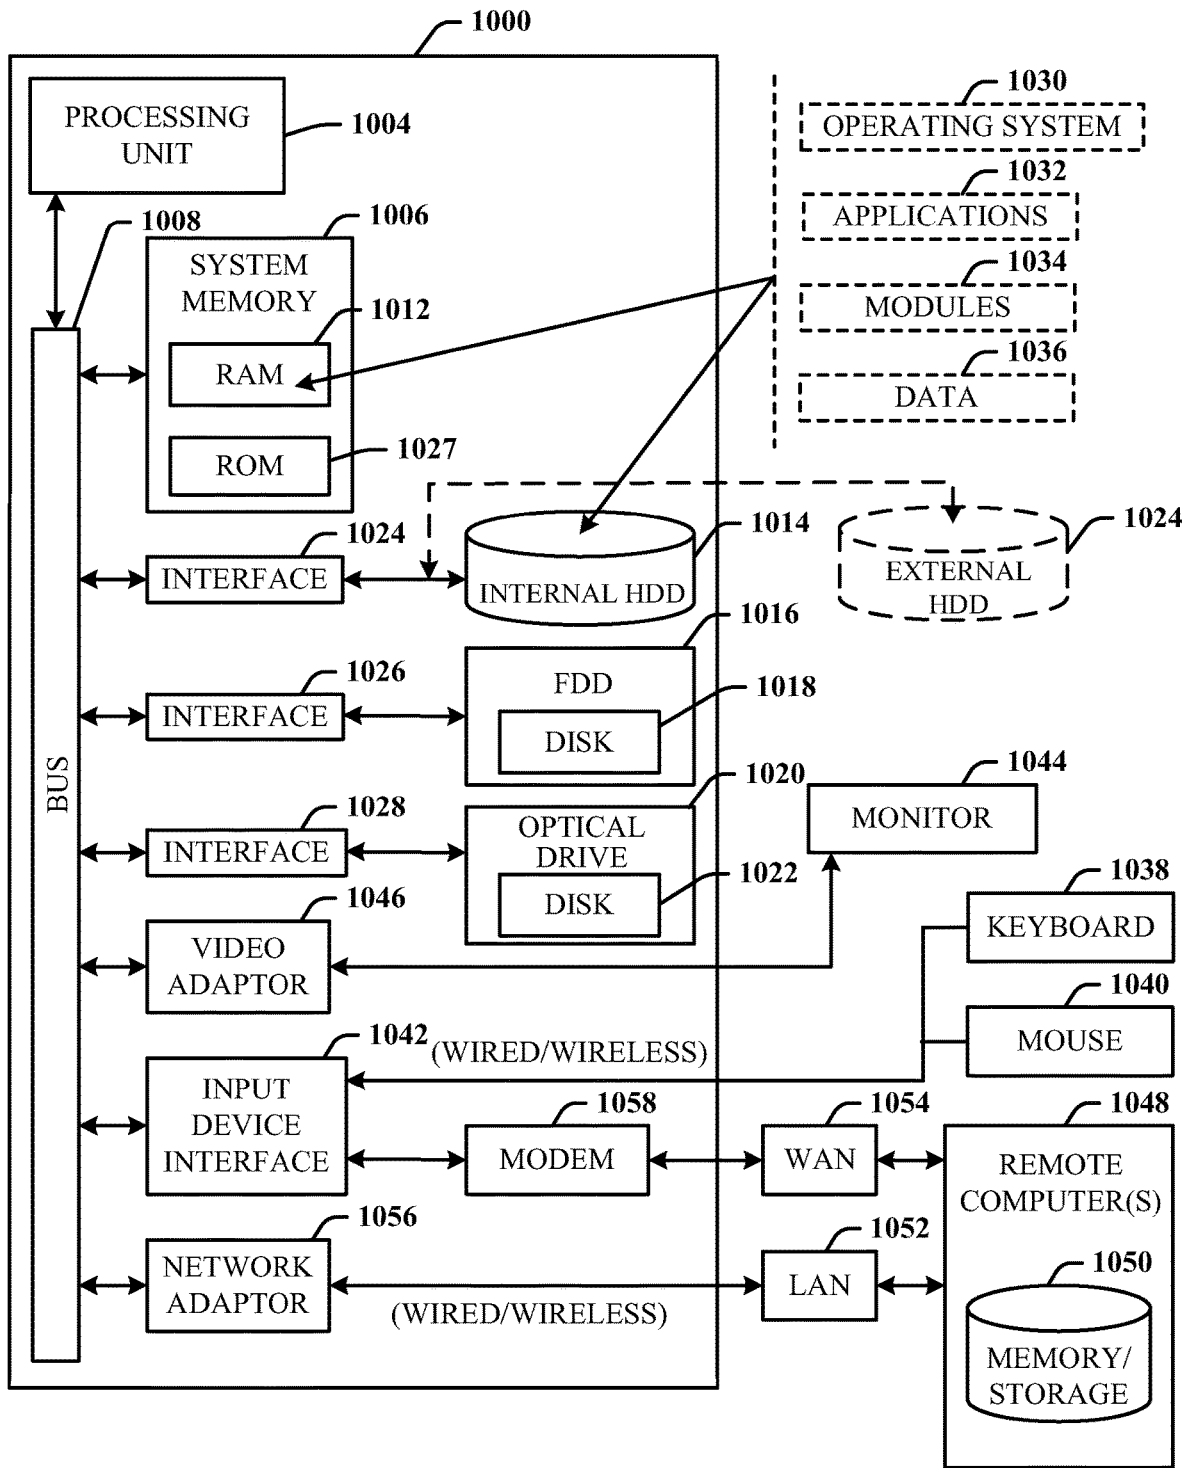 1000
PROCESSING
UNIT
1004
1008
1006
SYSTEM
MEMORY
1012
RAM
ROM
1027
1030
OPERATING SYSTEM
1032
APPLICATIONS
1034
MODULES
1036
DATA
BUS
1024
INTERFACE
1014
INTERNAL HDD
1024
EXTERNAL
HDD
1026
INTERFACE
1016
FDD
1018
DISK
1028
INTERFACE
1020
OPTICAL
DRIVE
1022
DISK
1044
MONITOR
1046
VIDEO
ADAPTOR
1038
KEYBOARD
1040
MOUSE
1042
(WIRED/WIRELESS)
INPUT
DEVICE
INTERFACE
1058
MODEM
1054
WAN
1048
REMOTE
COMPUTER(S)
1056
NETWORK
ADAPTOR
(WIRED/WIRELESS)
1052
LAN
1050
MEMORY/
STORAGE